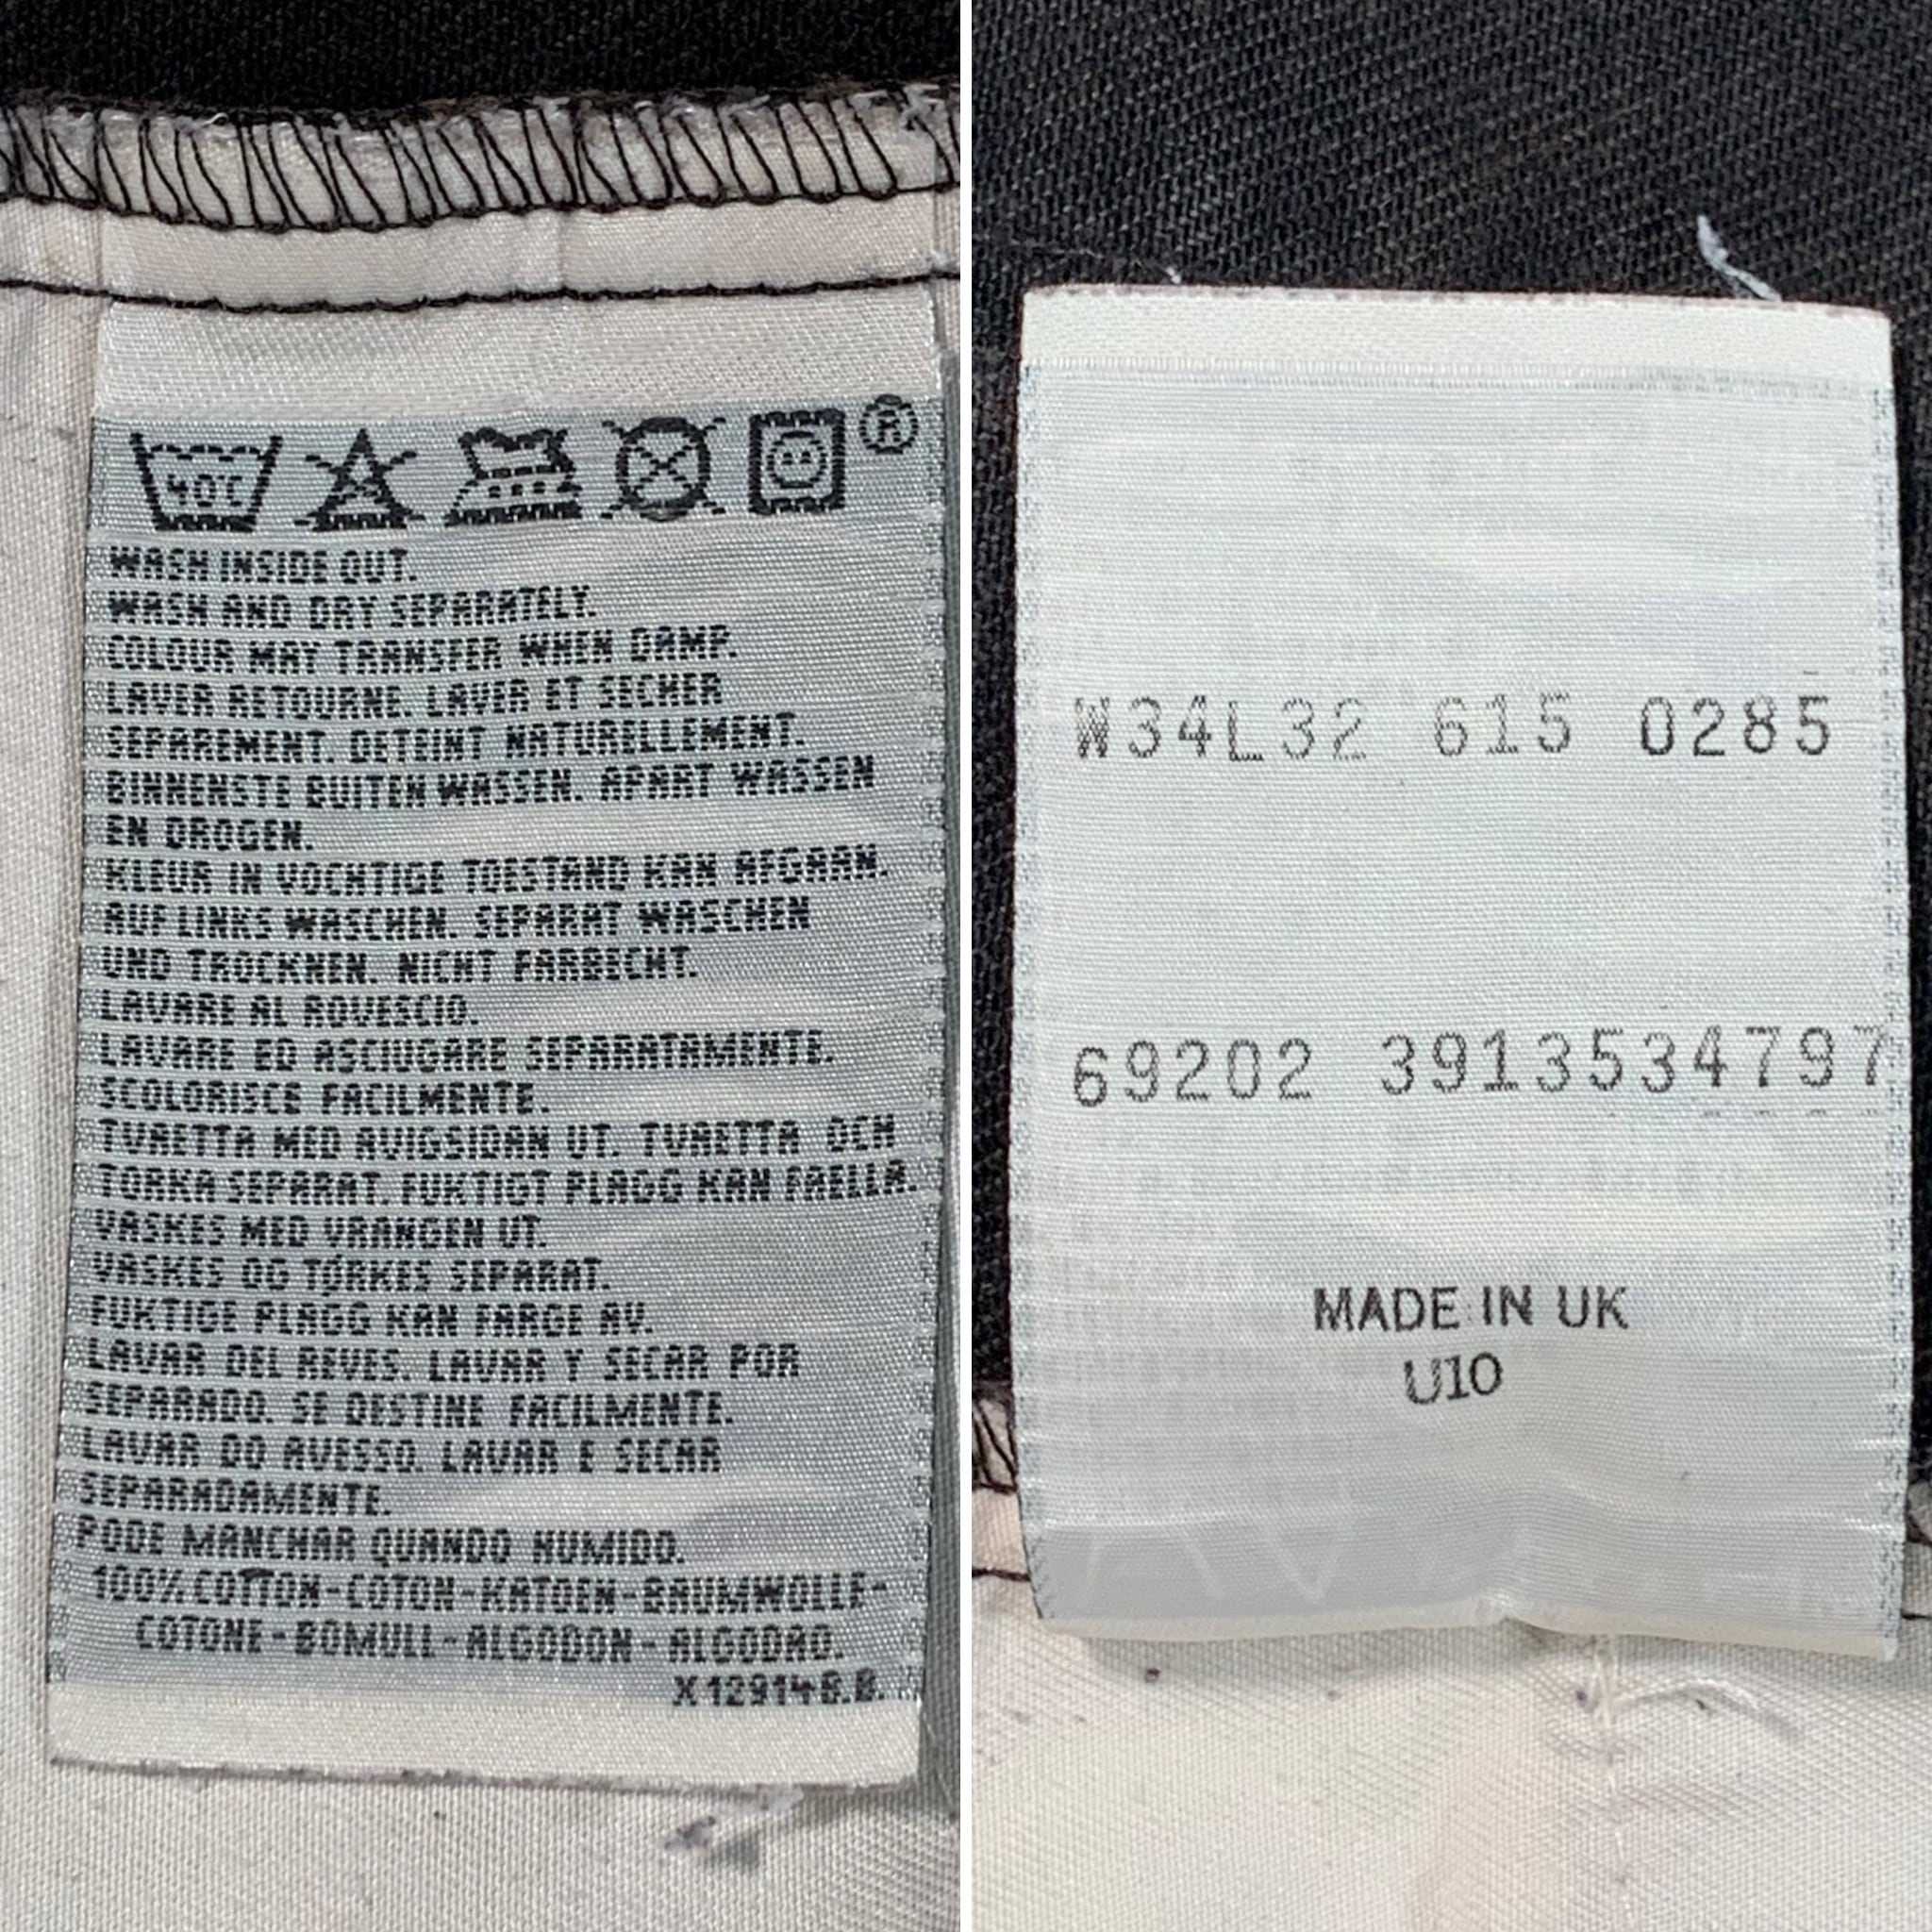 40°C
®
WASH INSIDE OUT.
WASH AND DRY SEPARATELY.
COLOUR MAY TRANSFER WHEN DAMP.
LAVER RETOURNE. LAVER ET SECHER
SEPAREMENT. DETEINT NATURELLEMENT.
BINNENSTE BUITEN WASSEN. APART WASSEN
EN DROGEN.
KLEUR IN VOCHTIGE TOESTAND KAN AFGAAN.
AUF LINKS WASCHEN. SEPARAT WASCHEN
UND TROCKNEN. NICHT FARBECHT.
LAVARE AL ROVESCIO.
LAVARE ED ASCIUGARE SEPARATAMENTE.
SCOLORISCE FACILMENTE.
TVAETTA MED AVIGSIDAN UT. TVAETTA OCH
TORKA SEPARAT. FUKTIGT PLAGG KAN FAELLA.
VASKES MED VRANGEN UT.
VASKES OG TØRKES SEPARAT.
FUKTIGE PLAGG KAN FARGE AV.
LAVAR DEL REVES. LAVAR Y SECAR POR
SEPARADO. SE DESTINE FACILMENTE.
LAVAR DO AVESSO. LAVAR E SECAR
SEPARADAMENTE.
PODE MANCHAR QUANDO HUMIDO.
100% COTTON-COTON-KATOEN-BAUMWOLLE-
COTONE-BOMULL-ALGODON-ALGODAO.
X12914B.B.
W34L32 615 0285
69202 3913534797
MADE IN UK
U10